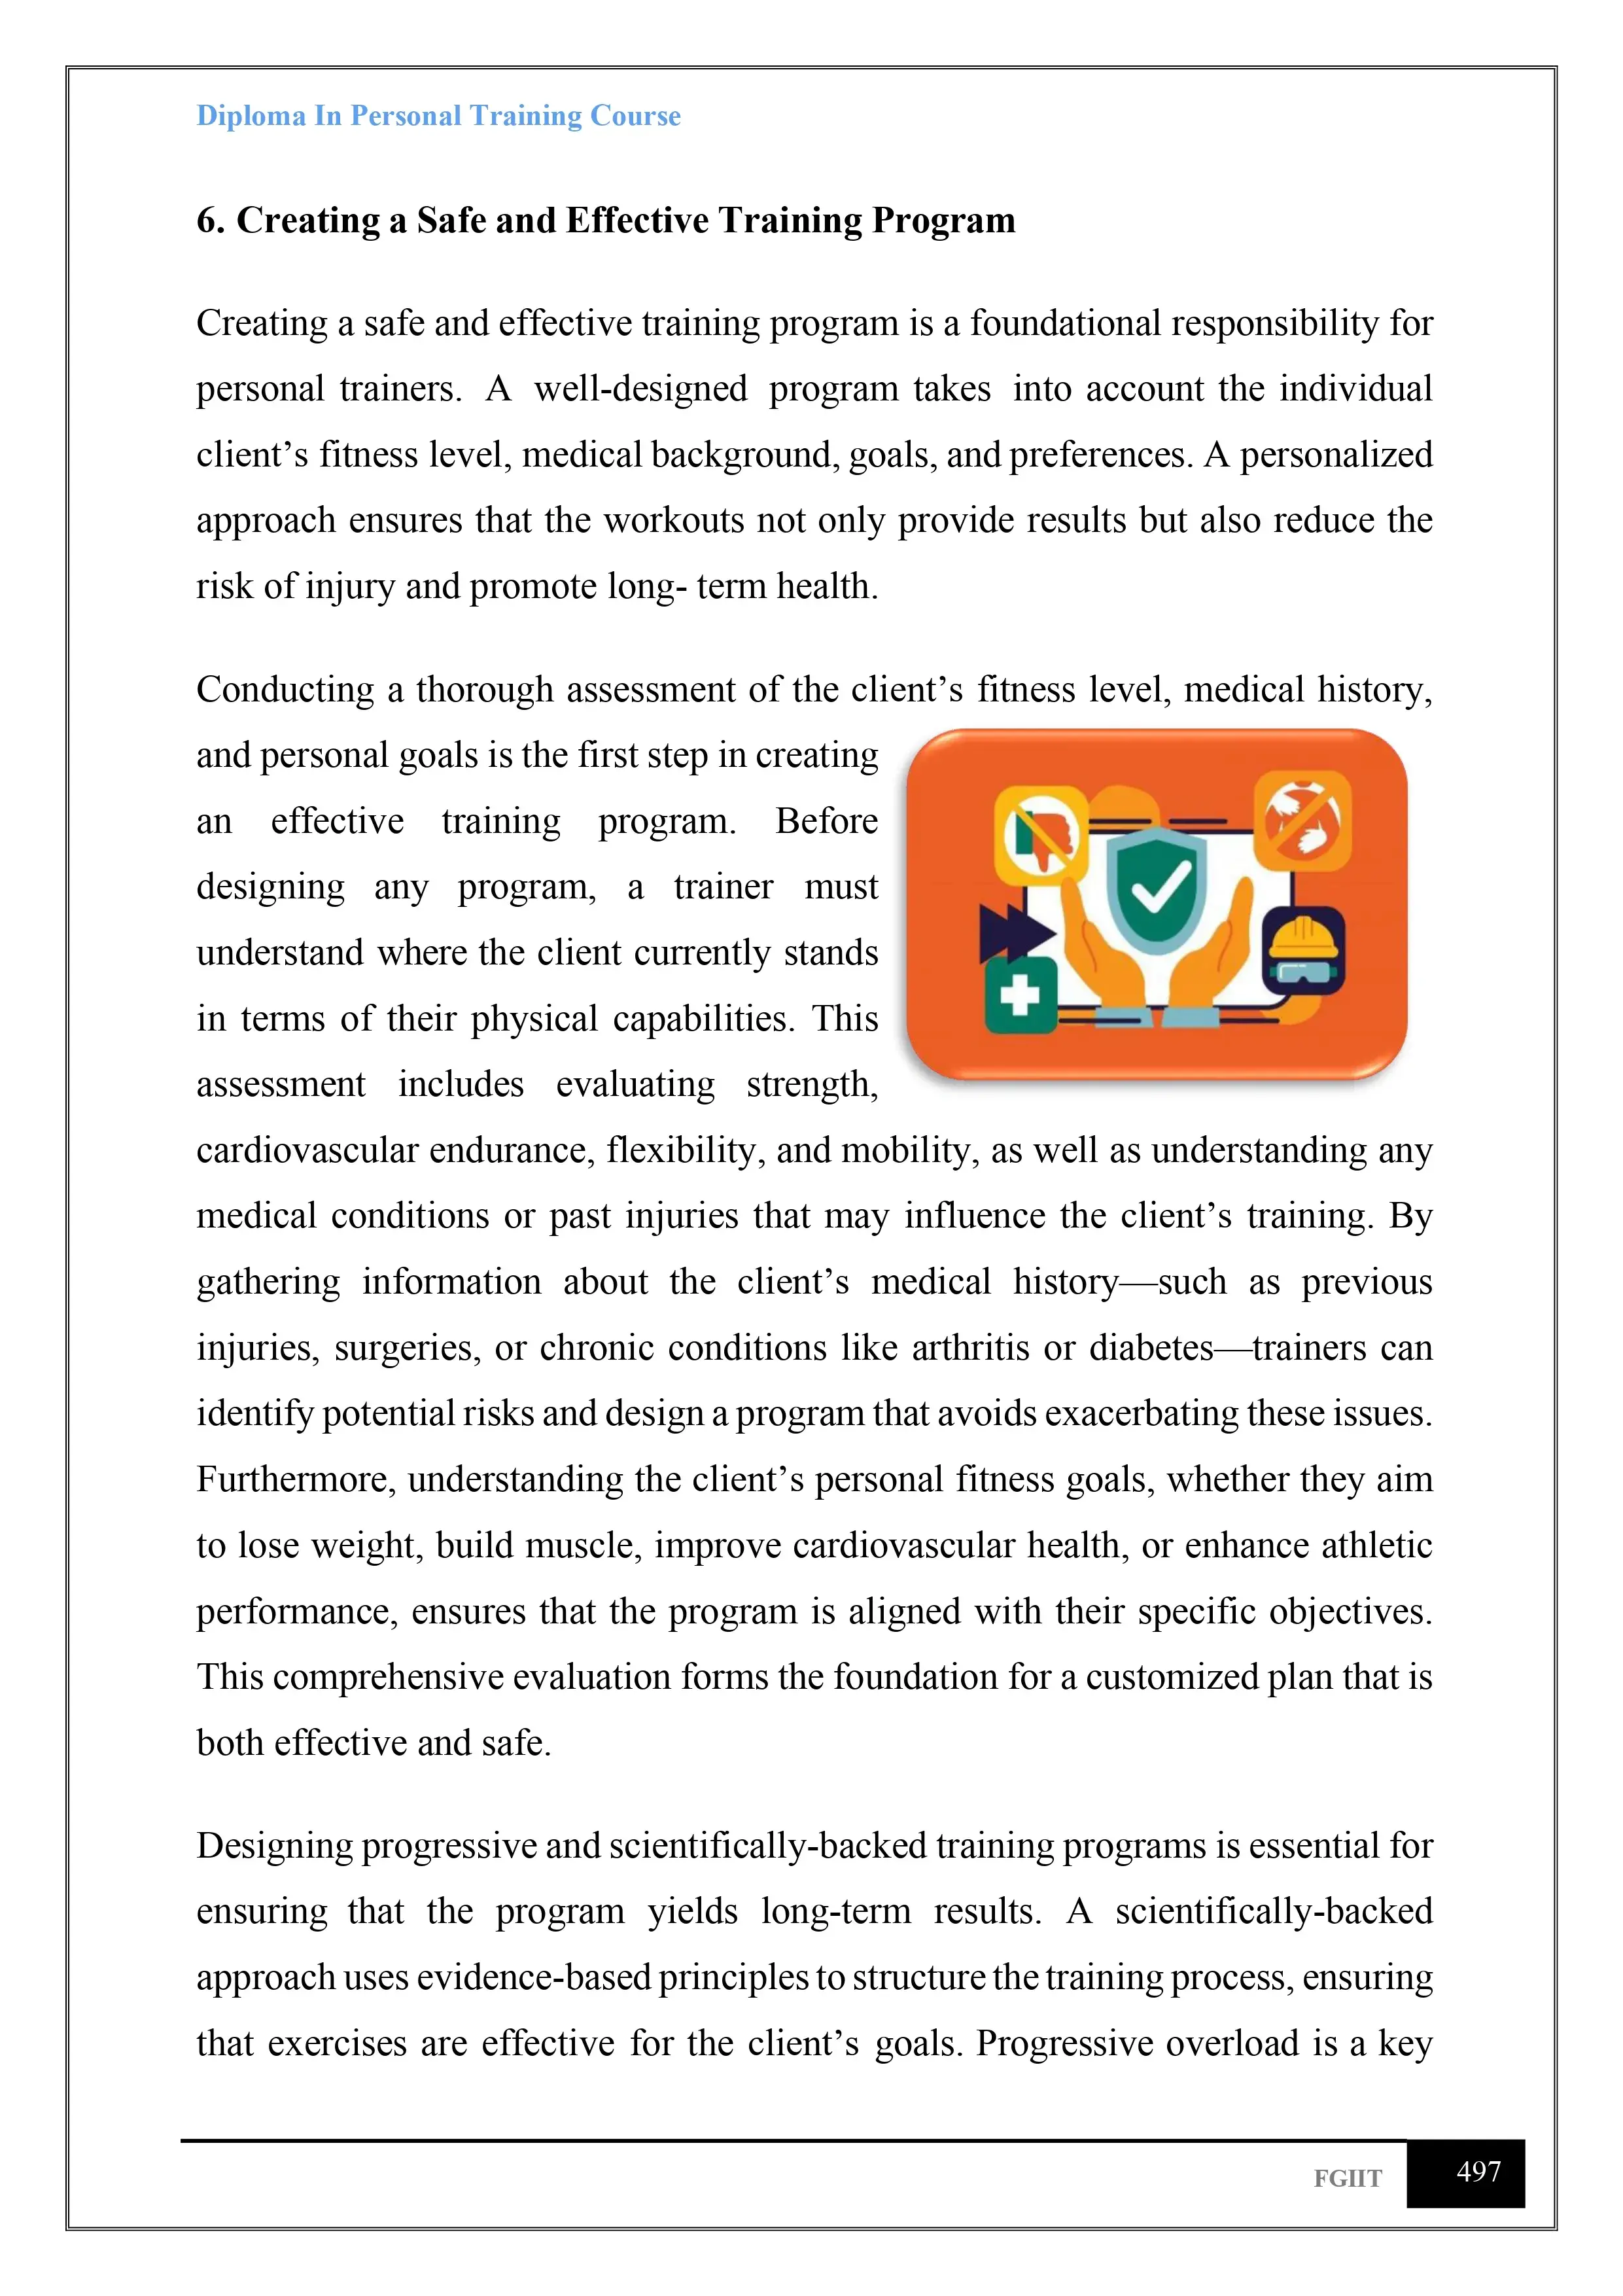 Diploma In Personal Training Course
6. Creating a Safe and Effective Training Program
Creating a safe and effective training program is a foundational responsibility for
personal trainers. A well-designed program takes into account the individual
client’s fitness level, medical background, goals, and preferences. A personalized
approach ensures that the workouts not only provide results but also reduce the
risk of injury and promote long- term health.
Conducting a thorough assessment of the client’s fitness level, medical history,
and personal goals is the first step in creating
an effective training program. Before
designing any program, a trainer must
understand where the client currently stands
in terms of their physical capabilities. This
assessment includes evaluating strength,
cardiovascular endurance, flexibility, and mobility, as well as understanding any
medical conditions or past injuries that may influence the client’s training. By
gathering information about the client’s medical history—such as previous
injuries, surgeries, or chronic conditions like arthritis or diabetes—trainers can
identify potential risks and design a program that avoids exacerbating these issues.
Furthermore, understanding the client’s personal fitness goals, whether they aim
to lose weight, build muscle, improve cardiovascular health, or enhance athletic
performance, ensures that the program is aligned with their specific objectives.
This comprehensive evaluation forms the foundation for a customized plan that is
both effective and safe.
Designing progressive and scientifically-backed training programs is essential for
ensuring that the program yields long-term results. A scientifically-backed
approach uses evidence-based principles to structure the training process, ensuring
that exercises are effective for the client’s goals. Progressive overload is a key
FGIIT
497